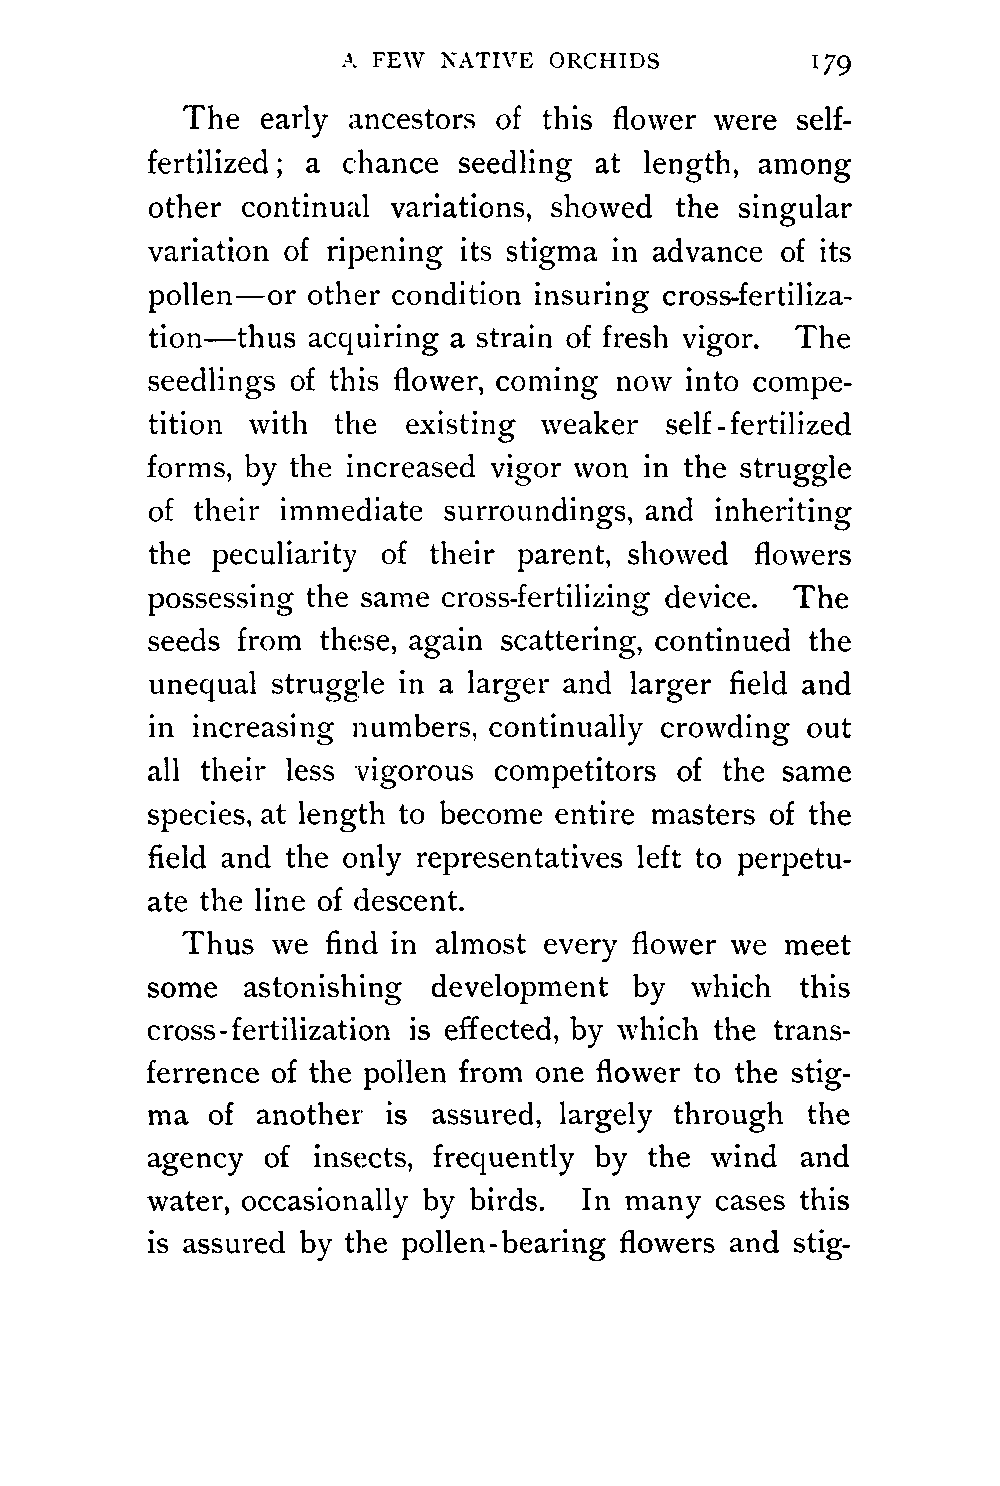 A FEW NATIVE ORCHIDS 179
The early ancestors of this flower were self-
fertilized; a chance seedling at length, among
other continual variations, showed the singular
variation of ripening its stigma in advance of its
pollen—or other condition insuring cross-fertiliza-
tion—thus acquiring a strain of fresh vigor. The
seedlings of this flower, coming now into compe-
tition with the existing weaker self-fertilized
forms, by the increased vigor won in the struggle
of their immediate surroundings, and inheriting
the peculiarity of their parent, showed flowers
possessing the same cross-fertilizing device. The
seeds from these, again scattering, continued the
unequal struggle in a larger and larger field and
in increasing numbers, continually crowding out
all their less vigorous competitors of the same
species, at length to become entire masters of the
field and the only representatives left to perpetu-
ate the line of descent.
Thus we find in almost every flower we meet
some astonishing development by which this
cross-fertilization is effected, by which the trans-
ferrence of the pollen from one flower to the stig-
ma of another is assured, largely through the
agency of insects, frequently by the wind and
water, occasionally by birds. In many cases this
is assured by the pollen-bearing flowers and stig-